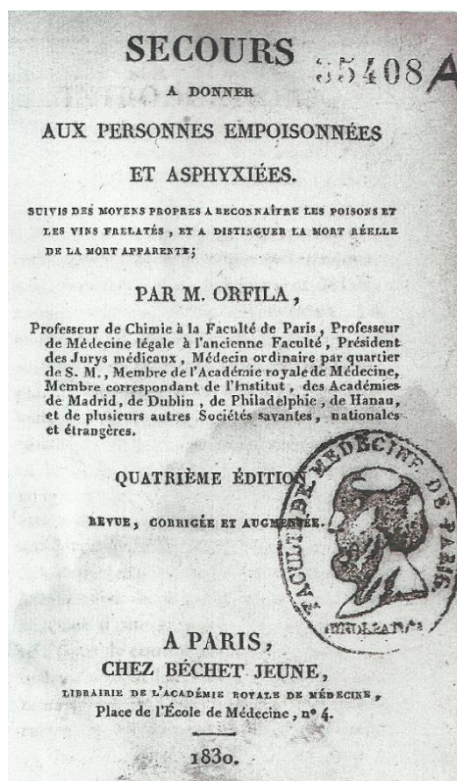 SECOURS
35408 A
A DONNER
AUX PERSONNES EMPOISONNÉES
ET ASPHYXIÉES.
SUIVIS DES MOYENS PROPRES A RECONNAÎTRE LES POISONS ET
LES VINS FRELATÉS, ET A DISTINGUER LA MORT RÉELLE
DE LA MORT APPARENTE;
PAR M. ORFILA,
Professeur de Chimie à la Faculté de Paris, Professeur
de Médecine légale à l'ancienne Faculté, Président
des Jurys médicaux, Médecin ordinaire par quartier
de S. M., Membre de l'Académie royale de Médecine,
Membre correspondant de l'Institut, des Académies
de Madrid, de Dublin, de Philadelphie, de Hanau,
et de plusieurs autres Sociétés savantes, nationales
et étrangères.
QUATRIÈME ÉDITION
REVUE, CORRIGÉE ET AUGMENTÉE.
FACULTÉ DE MEDECINE DE PARIS.
A PARIS,
CHEZ BÉCHET JEUNE,
LIBRAIRIE DE L'ACADÉMIE ROYALE DE MÉDECINE,
Place de l'École de Médecine, nº 4.
1830.